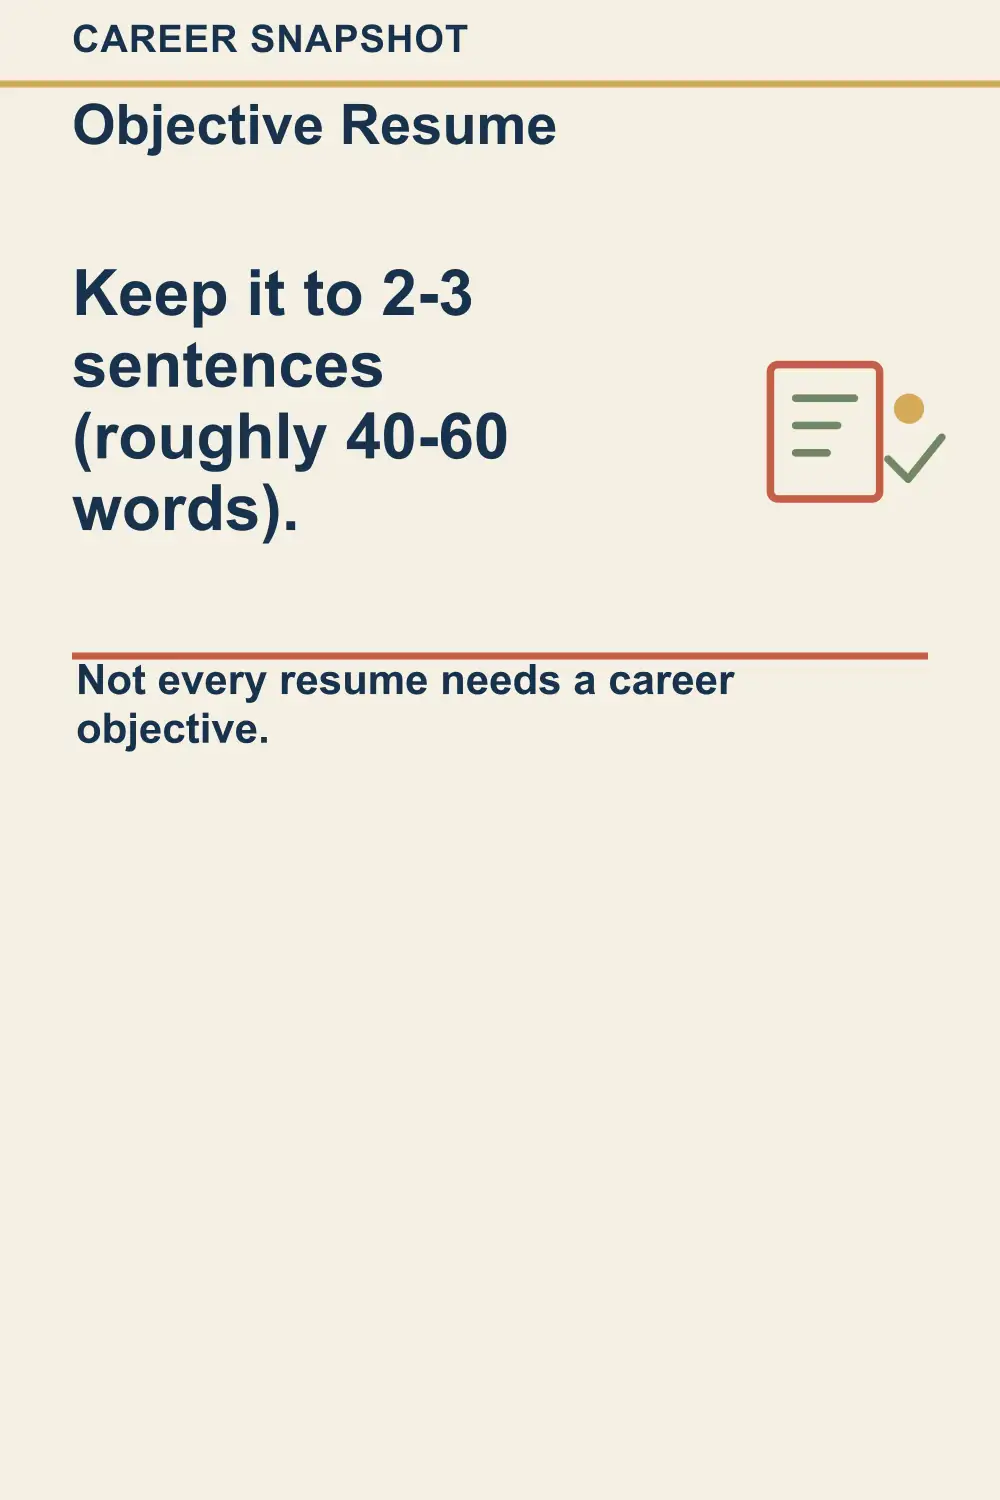 CAREER SNAPSHOT
Objective Resume
Keep it to 2-3
sentences
(roughly 40-60
words).
Not every resume needs a career
objective.